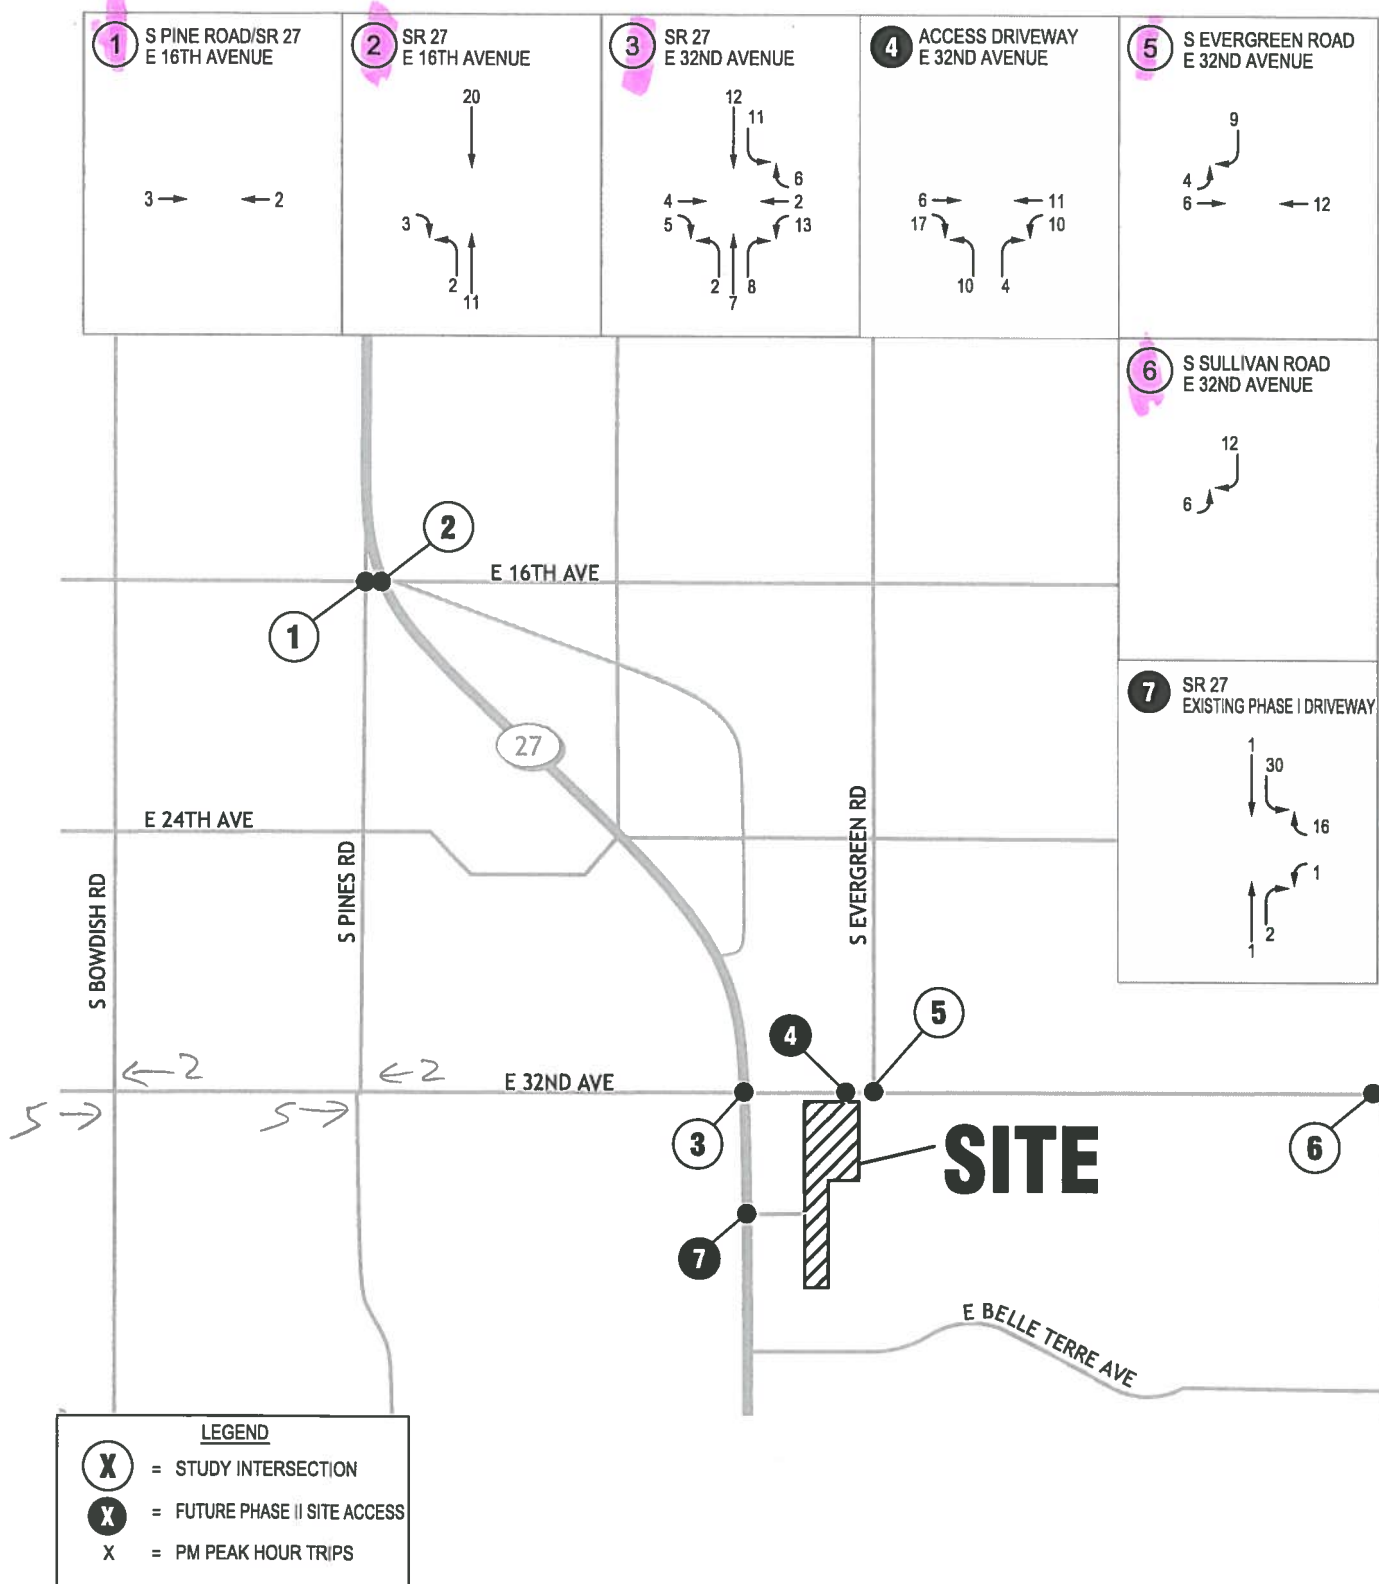 1 S PINE ROAD/SR 27
E 16TH AVENUE
3
2
2 SR 27
E 16TH AVENUE
20
3
2
11
3 SR 27
E 32ND AVENUE
12
11
6
4
2
5
13
2
7
8
4 ACCESS DRIVEWAY
E 32ND AVENUE
6
11
17
10
10
4
5 S EVERGREEN ROAD
E 32ND AVENUE
9
4
6
12
6 S SULLIVAN ROAD
E 32ND AVENUE
12
6
7 SR 27
EXISTING PHASE I DRIVEWAY
1
30
16
1
2
1
2
E 16TH AVE
1
27
E 24TH AVE
S BOWDISH RD
S PINES RD
S EVERGREEN RD
5
4
←2
←2
E 32ND AVE
5→
5→
3
SITE
6
7
E BELLE TERRE AVE
LEGEND
X = STUDY INTERSECTION
X = FUTURE PHASE II SITE ACCESS
X = PM PEAK HOUR TRIPS